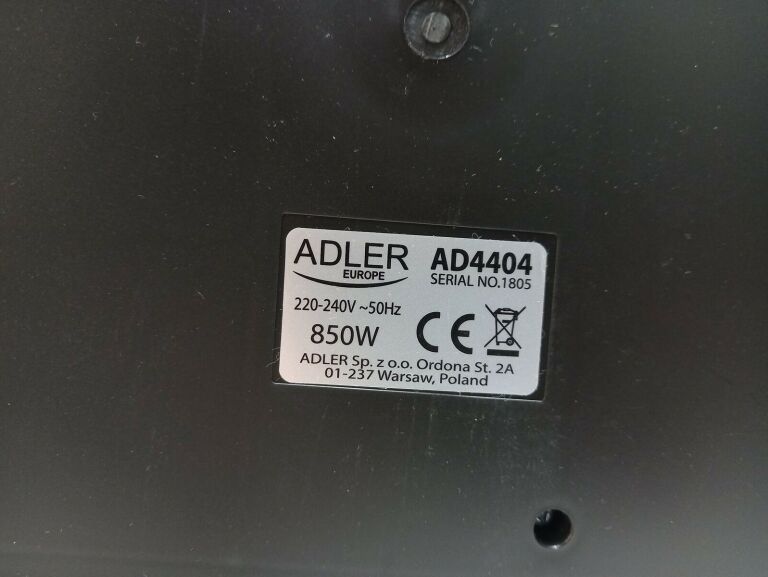 ADLER
EUROPE
AD4404
SERIAL NO.1805
220-240V ~50Hz
850W
CE
ADLER Sp. z o.o. Ordona St. 2A
01-237 Warsaw, Poland